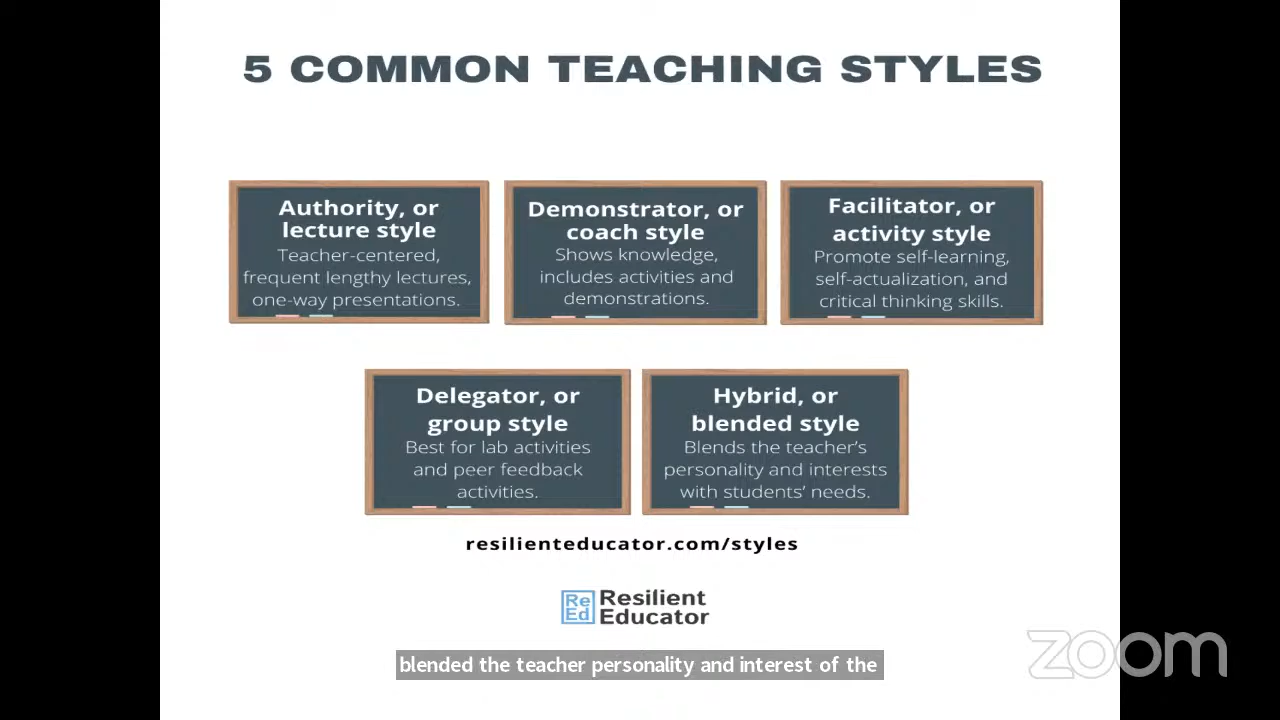 5 COMMON TEACHING STYLES
Authority, or
lecture style
Teacher-centered,
frequent lengthy lectures,
one-way presentations.
Demonstrator, or
coach style
Shows knowledge,
includes activities and
demonstrations.
Facilitator, or
activity style
Promote self-learning,
self-actualization, and
critical thinking skills.
Delegator, or
group style
Best for lab activities
and peer feedback
activities.
Hybrid, or
blended style
Blends the teacher’s
personality and interests
with students’ needs.
resilienteducator.com/styles
Re
Ed
Resilient
Educator
blended the teacher personality and interest of the
zoom